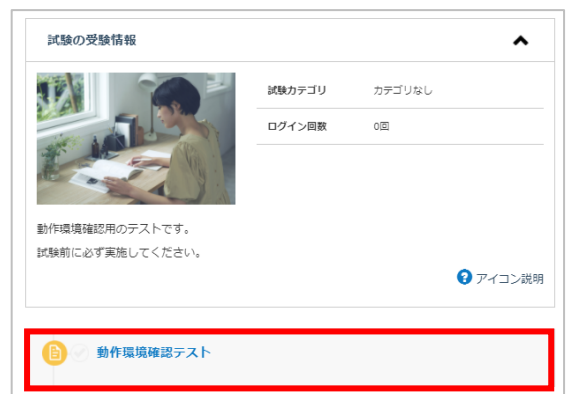 試験の受験情報
試験カテゴリ カテゴリなし
ログイン回数 0回
動作環境確認用のテストです。
試験前に必ず実施してください。
アイコン説明
動作環境確認テスト